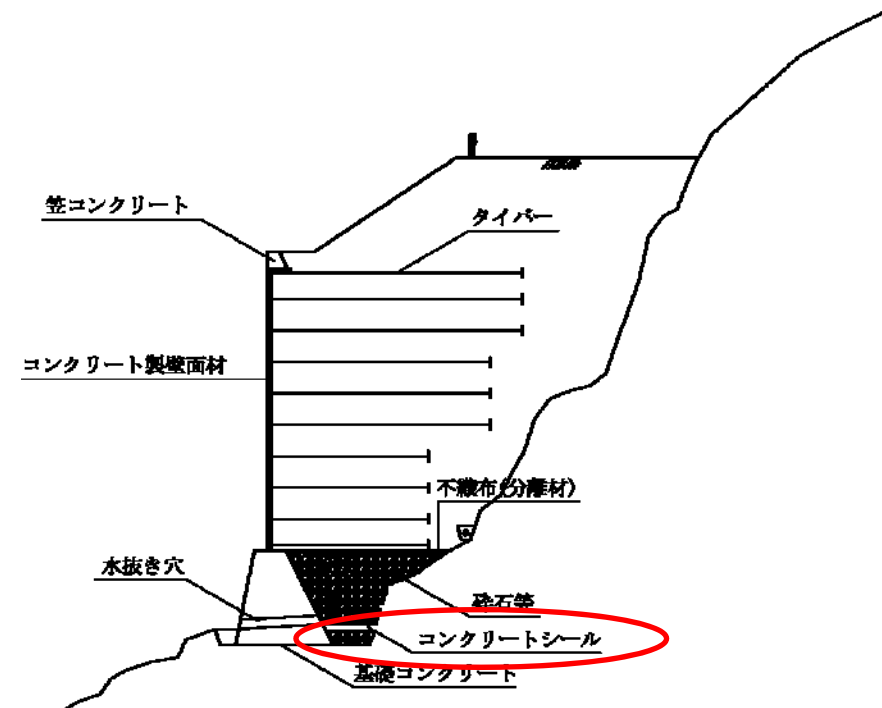 笠コンクリート
タイバー
コンクリート製壁面材
不織布(分離材)
水抜き穴
砕石等
コンクリートシール
基礎コンクリート